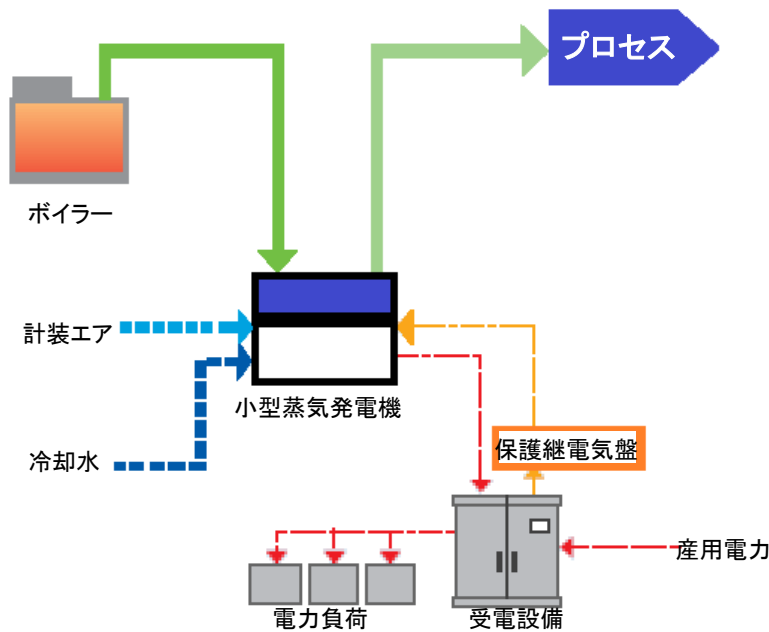 プロセス
ボイラー
計装エア
小型蒸気発電機
保護継電気盤
冷却水
産用電力
電力負荷
受電設備